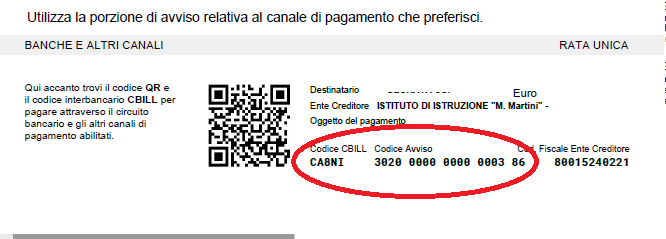 Utilizza la porzione di avviso relativa al canale di pagamento che preferisci.
BANCHE E ALTRI CANALI RATA UNICA
Qui accanto trovi il codice QR e
il codice interbancario CBILL per
pagare attraverso il circuito
bancario e gli altri canali di
pagamento abilitati.
Destinatario Euro
Ente Creditore ISTITUTO DI ISTRUZIONE "M. Martini" -
Oggetto del pagamento
Codice CBILL Codice Avviso Cod. Fiscale Ente Creditore
CA8NI 3020 0000 0000 0003 86 80015240221